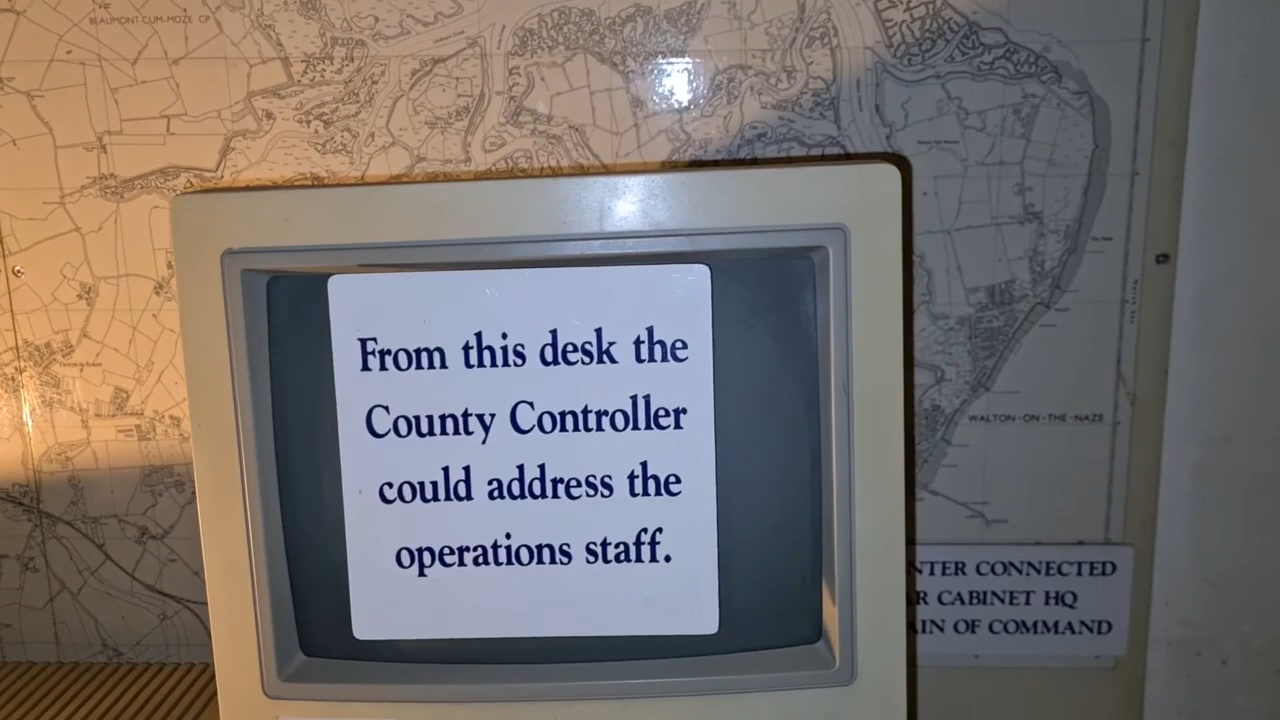 BEAUMONT-CUM-MOZE CP
From this desk the
County Controller
could address the
operations staff.
WALTON-ON-THE-NAZE
NTER CONNECTED
R CABINET HQ
IN OF COMMAND